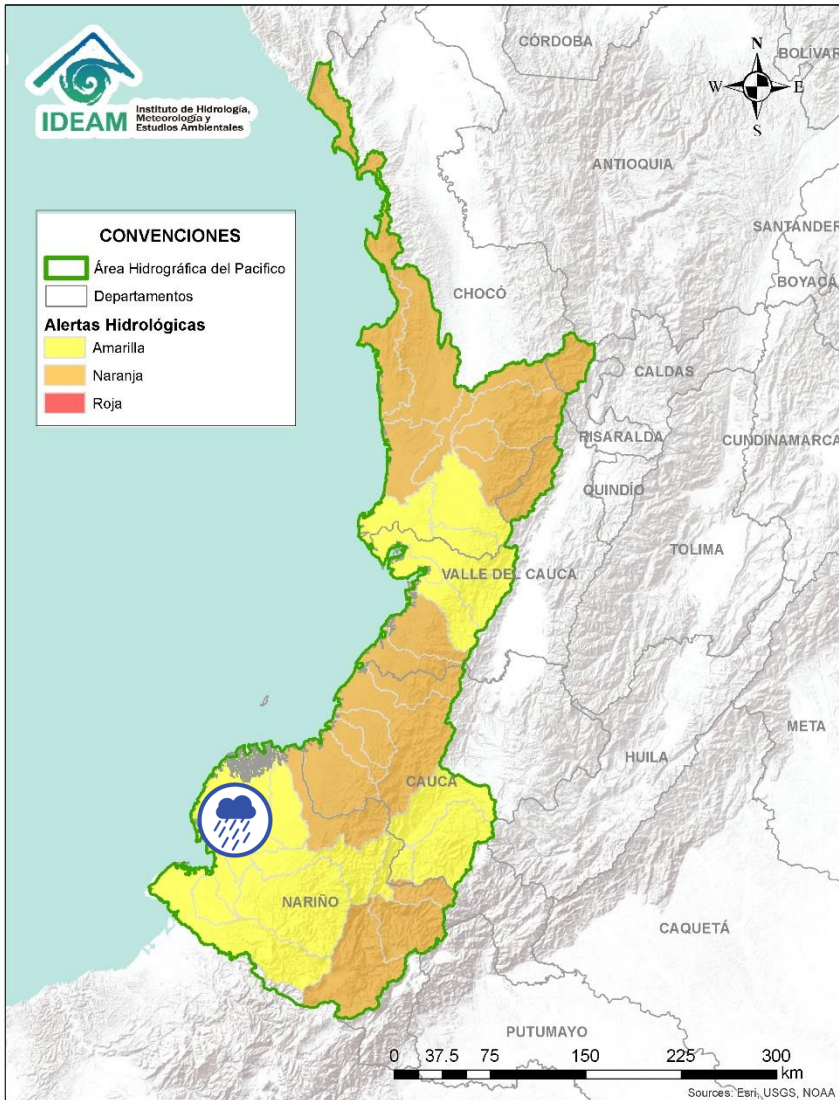 IDEAM
Instituto de Hidrología,
Meteorología y
Estudios Ambientales
CÓRDOBA
BOLÍVAR
N
W
E
S
ANTIOQUIA
SANTANDER
BOYACÁ
CONVENCIONES
Área Hidrográfica del Pacifico
Departamentos
Alertas Hidrológicas
Amarilla
Naranja
Roja
CHOCÓ
CALDAS
RISARALDA
CUNDINAMARCA
QUINDÍO
TOLIMA
VALLE DEL CAUCA
META
HUILA
CAUCA
NARIÑO
CAQUETÁ
PUTUMAYO
0 37.5 75 150 225 300
km
Sources: Esri, USGS, NOAA